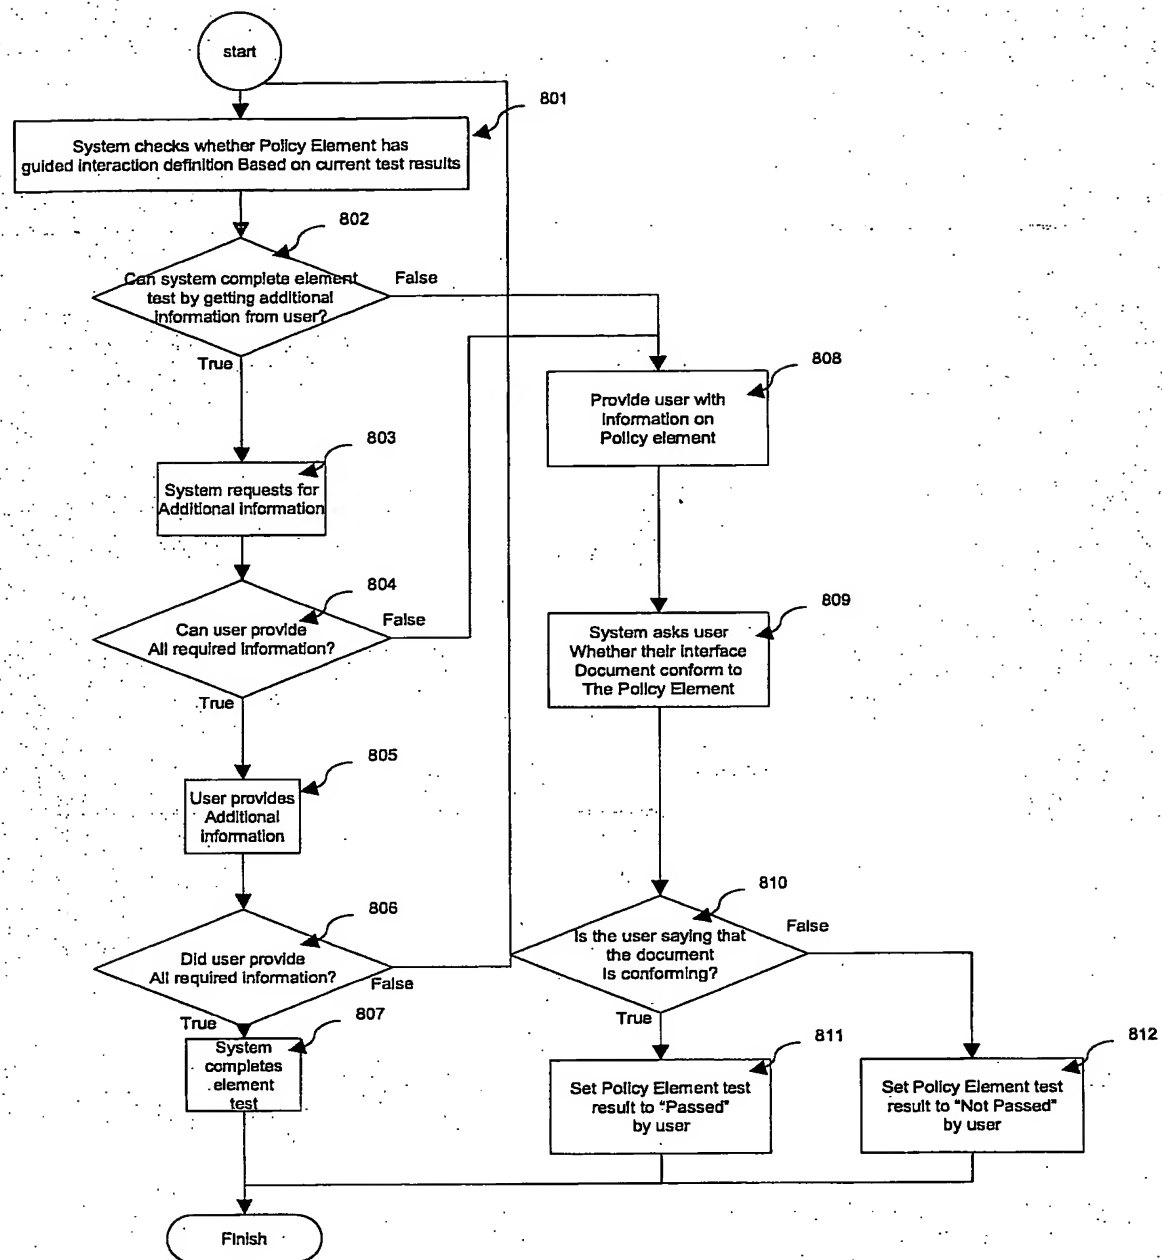 start
801
System checks whether Policy Element has
guided interaction definition Based on current test results
802
Can system complete element
test by getting additional
information from user?
False
True
803
System requests for
Additional information
804
Can user provide
All required information?
False
True
805
User provides
Additional
information
806
Did user provide
All required information?
False
True
807
System
completes
element
test
808
Provide user with
information on
Policy element
809
System asks user
Whether their interface
Document conform to
The Policy Element
810
Is the user saying that
the document
is conforming?
False
True
811
Set Policy Element test
result to "Passed"
by user
812
Set Policy Element test
result to "Not Passed"
by user
Finish